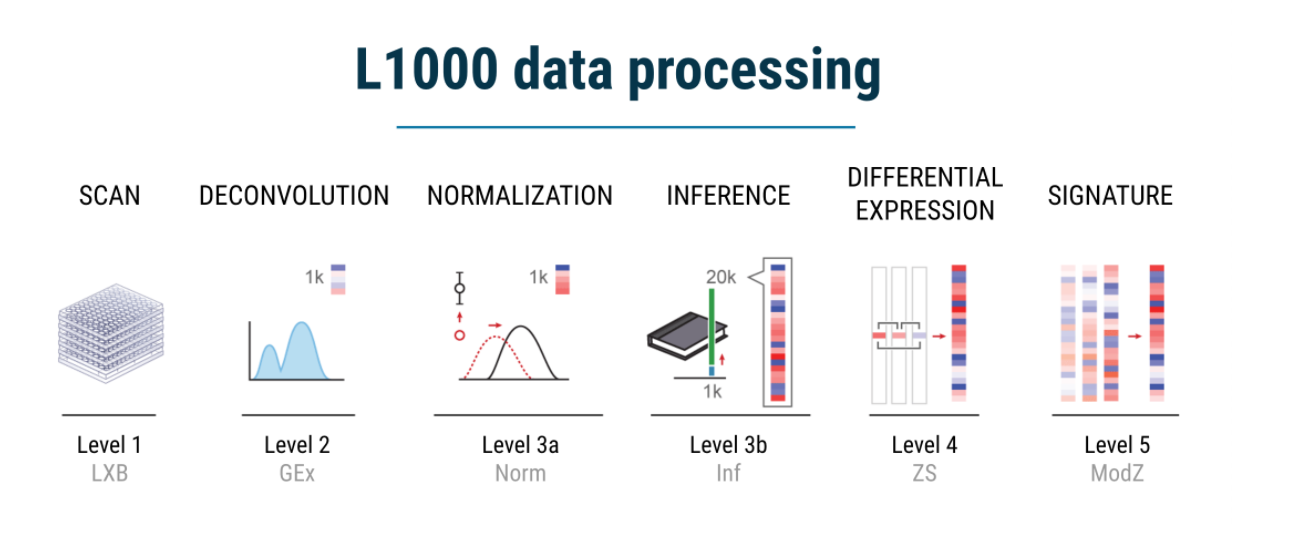 L1000 data processing
SCAN
DECONVOLUTION
NORMALIZATION
INFERENCE
DIFFERENTIAL
EXPRESSION
SIGNATURE
1k
1k
20k
1k
Level 1
LXB
Level 2
GEx
Level 3a
Norm
Level 3b
Inf
Level 4
ZS
Level 5
ModZ